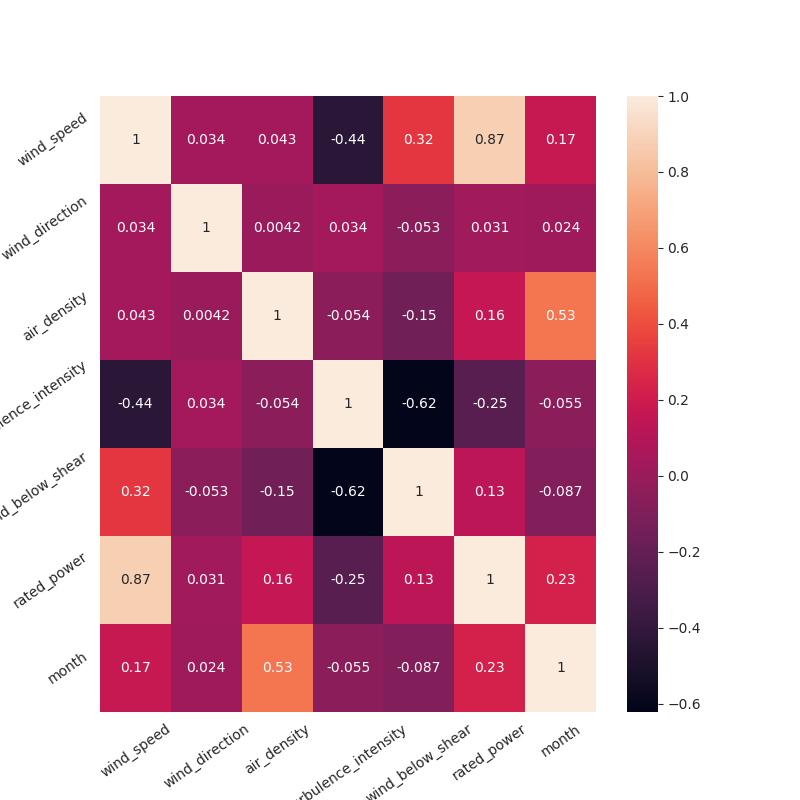 wind_speed 1 0.034 0.043 -0.44 0.32 0.87 0.17
wind_direction 0.034 1 0.0042 0.034 -0.053 0.031 0.024
air_density 0.043 0.0042 1 -0.054 -0.15 0.16 0.53
lence_intensity -0.44 0.034 -0.054 1 -0.62 -0.25 -0.055
nd_below_shear 0.32 -0.053 -0.15 -0.62 1 0.13 -0.087
rated_power 0.87 0.031 0.16 -0.25 0.13 1 0.23
month 0.17 0.024 0.53 -0.055 -0.087 0.23 1
wind_speed wind_direction air_density rbulence_intensity wind_below_shear rated_power month
1.0
0.8
0.6
0.4
0.2
0.0
−0.2
−0.4
−0.6